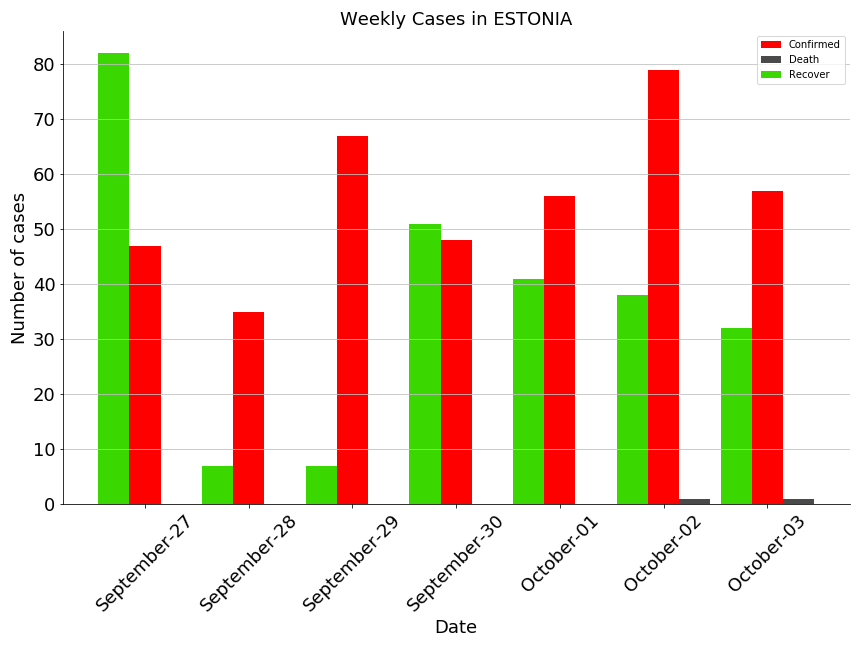 Weekly Cases in ESTONIA
Confirmed
Death
Recover
Number of cases
80
70
60
50
40
30
20
10
0
September-27
September-28
September-29
September-30
October-01
October-02
October-03
Date